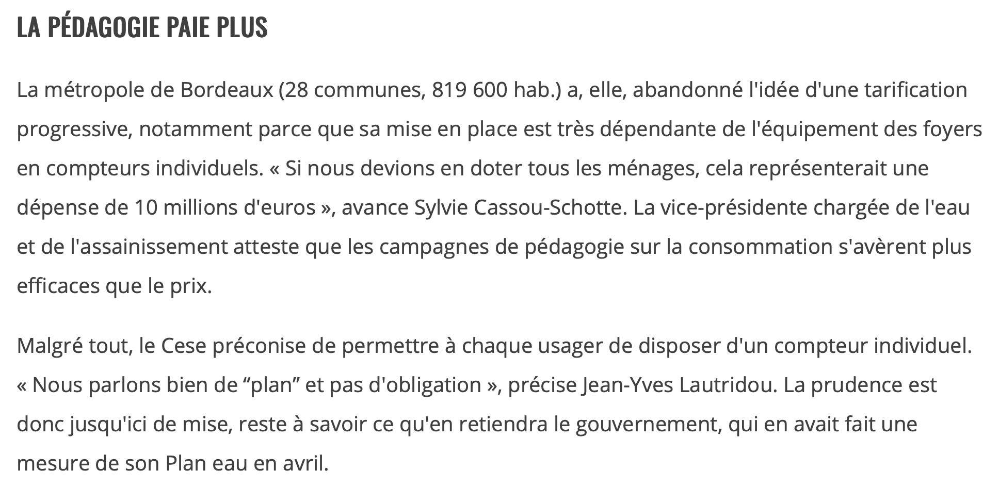 LA PÉDAGOGIE PAIE PLUS
La métropole de Bordeaux (28 communes, 819 600 hab.) a, elle, abandonné l'idée d'une tarification
progressive, notamment parce que sa mise en place est très dépendante de l'équipement des foyers
en compteurs individuels. « Si nous devions en doter tous les ménages, cela représenterait une
dépense de 10 millions d'euros », avance Sylvie Cassou-Schotte. La vice-présidente chargée de l'eau
et de l'assainissement atteste que les campagnes de pédagogie sur la consommation s'avèrent plus
efficaces que le prix.
Malgré tout, le Cese préconise de permettre à chaque usager de disposer d'un compteur individuel.
« Nous parlons bien de “plan” et pas d'obligation », précise Jean-Yves Lautridou. La prudence est
donc jusqu'ici de mise, reste à savoir ce qu'en retiendra le gouvernement, qui en avait fait une
mesure de son Plan eau en avril.